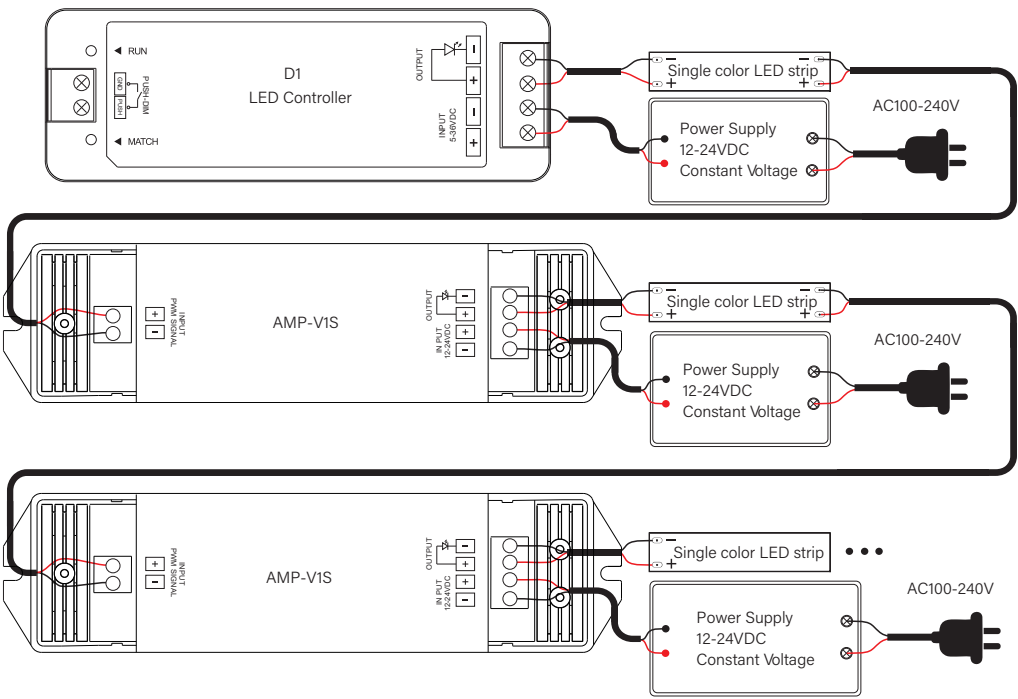 RUN
D1
LED Controller
GND
PUSH
PUSH-DIM
MATCH
OUTPUT
INPUT
5-36VDC
-
+
-
+
- -
Single color LED strip
+ +
AC100-240V
Power Supply
12-24VDC
Constant Voltage
INPUT
PWM SIGNAL
+
-
AMP-V1S
OUTPUT
IN PUT
12-24VDC
-
+
+
-
- -
Single color LED strip
+ +
AC100-240V
Power Supply
12-24VDC
Constant Voltage
INPUT
PWM SIGNAL
+
-
AMP-V1S
OUTPUT
IN PUT
12-24VDC
-
+
+
-
-
Single color LED strip •••
+
AC100-240V
Power Supply
12-24VDC
Constant Voltage